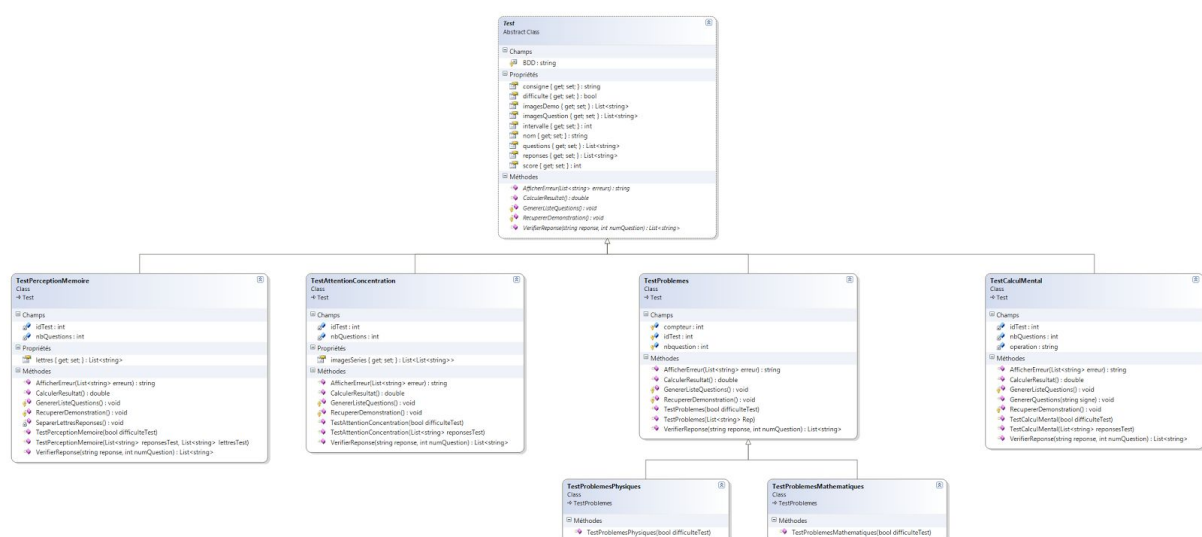 Test
Abstract Class
Champs
BDD : string
Propriétés
consigne { get; set; } : string
difficulte { get; set; } : bool
imagesDemo { get; set; } : List<string>
imagesQuestion { get; set; } : List<string>
intervalle { get; set; } : int
nom { get; set; } : string
questions { get; set; } : List<string>
reponses { get; set; } : List<string>
score { get; set; } : int
Méthodes
AfficherErreur(List<string> erreurs) : string
CalculerResultat() : double
GenererListeQuestions() : void
RecupererDemonstration() : void
VerifierReponse(string reponse, int numQuestion) : List<string>
TestPerceptionMemoire
Class
Test
Champs
idTest : int
nbQuestions : int
Propriétés
lettres { get; set; } : List<string>
Méthodes
AfficherErreur(List<string> erreurs) : string
CalculerResultat() : double
GenererListeQuestions() : void
RecupererDemonstration() : void
SeparerLettresReponses() : void
TestPerceptionMemoire(bool difficulteTest)
TestPerceptionMemoire(List<string> reponsesTest, List<string> lettresTest)
VerifierReponse(string reponse, int numQuestion) : List<string>
TestAttentionConcentration
Class
Test
Champs
idTest : int
nbQuestions : int
Propriétés
imagesSeries { get; set; } : List<List<string>>
Méthodes
AfficherErreur(List<string> erreur) : string
CalculerResultat() : double
GenererListeQuestions() : void
RecupererDemonstration() : void
TestAttentionConcentration(bool difficulteTest)
TestAttentionConcentration(List<string> reponsesTest)
VerifierReponse(string reponse, int numQuestion) : List<string>
TestProblemes
Class
Test
Champs
compteur : int
idTest : int
nbquestion : int
Méthodes
AfficherErreur(List<string> erreur) : string
CalculerResultat() : double
GenererListeQuestions() : void
RecupererDemonstration() : void
TestProblemes(bool difficulteTest)
TestProblemes(List<string> Rep)
VerifierReponse(string reponse, int numQuestion) : List<string>
TestCalculMental
Class
Test
Champs
idTest : int
nbQuestions : int
operation : string
Méthodes
AfficherErreur(List<string> erreur) : string
CalculerResultat() : double
GenererListeQuestions() : void
GenererQuestions(string signe) : void
RecupererDemonstration() : void
TestCalculMental(bool difficulteTest)
TestCalculMental(List<string> reponsesTest)
VerifierReponse(string reponse, int numQuestion) : List<string>
TestProblemesPhysiques
Class
TestProblemes
Méthodes
TestProblemesPhysiques(bool difficulteTest)
TestProblemesMathematiques
Class
TestProblemes
Méthodes
TestProblemesMathematiques(bool difficulteTest)